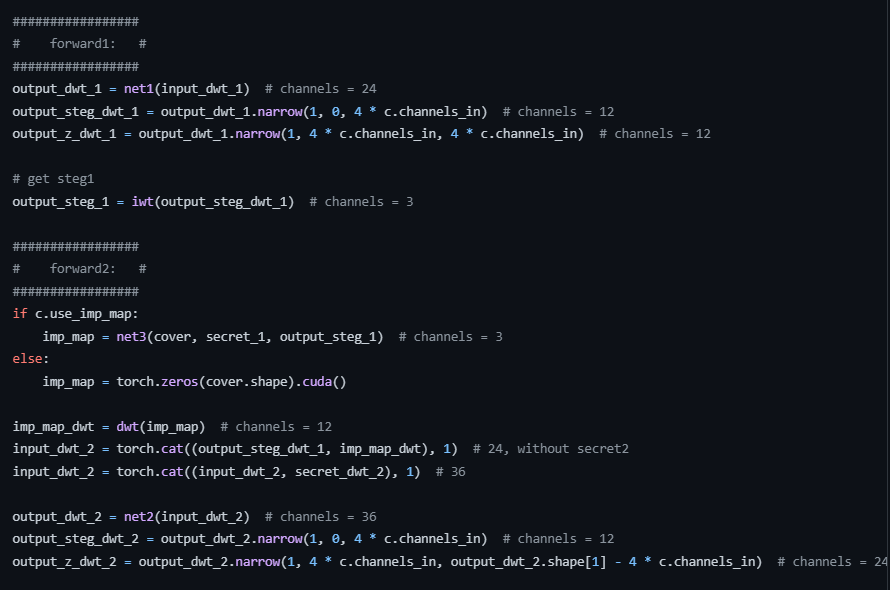 #################
#    forward1:   #
#################
output_dwt_1 = net1(input_dwt_1)  # channels = 24
output_steg_dwt_1 = output_dwt_1.narrow(1, 0, 4 * c.channels_in)  # channels = 12
output_z_dwt_1 = output_dwt_1.narrow(1, 4 * c.channels_in, 4 * c.channels_in)  # channels = 12

# get steg1
output_steg_1 = iwt(output_steg_dwt_1)  # channels = 3

#################
#    forward2:   #
#################
if c.use_imp_map:
    imp_map = net3(cover, secret_1, output_steg_1)  # channels = 3
else:
    imp_map = torch.zeros(cover.shape).cuda()

imp_map_dwt = dwt(imp_map)  # channels = 12
input_dwt_2 = torch.cat((output_steg_dwt_1, imp_map_dwt), 1)  # 24, without secret2
input_dwt_2 = torch.cat((input_dwt_2, secret_dwt_2), 1)  # 36

output_dwt_2 = net2(input_dwt_2)  # channels = 36
output_steg_dwt_2 = output_dwt_2.narrow(1, 0, 4 * c.channels_in)  # channels = 12
output_z_dwt_2 = output_dwt_2.narrow(1, 4 * c.channels_in, output_dwt_2.shape[1] - 4 * c.channels_in)  # channels = 24